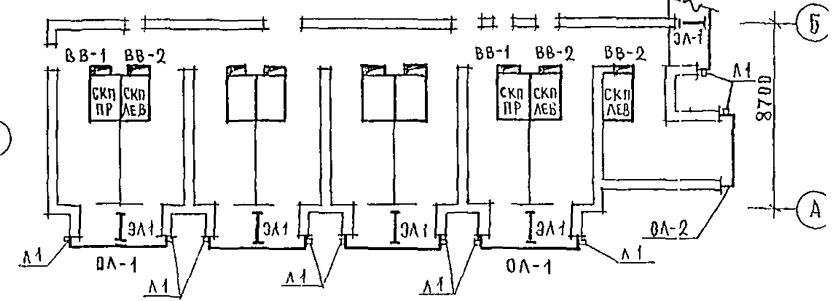 Б
ЭЛ-1
ВВ-1 ВВ-2 ВВ-1 ВВ-2 ВВ-2
Л1
СКП ПР
СКП ЛЕВ
СКП ПР
СКП ЛЕВ
СКП ЛЕВ
8700
ЭЛ1 ЭЛ1 ЭЛ1 ЭЛ1
А
ОЛ-2
Л1 ОЛ-1 Л1 Л1 Л1 ОЛ-1 Л1